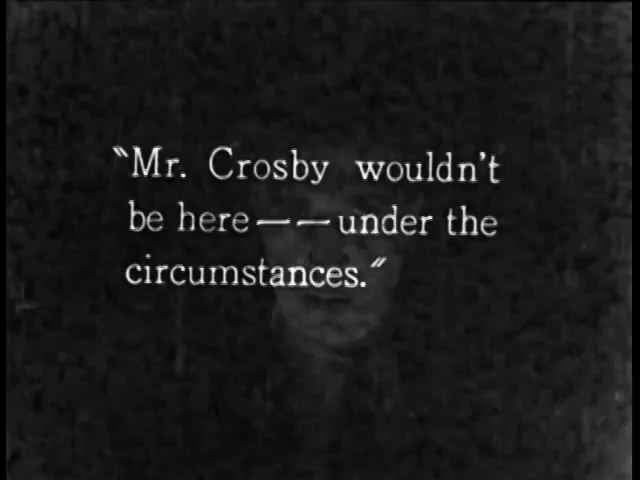 "Mr. Crosby wouldn't
be here——under the
circumstances."